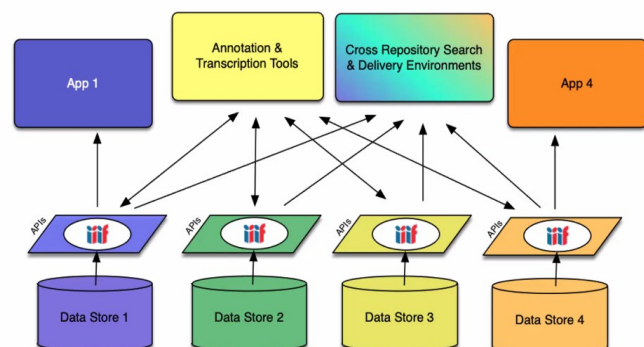 App 1
Annotation &
Transcription Tools
Cross Repository Search
& Delivery Environments
App 4
APIs
iiif
APIs
iiif
APIs
iiif
APIs
iiif
Data Store 1
Data Store 2
Data Store 3
Data Store 4